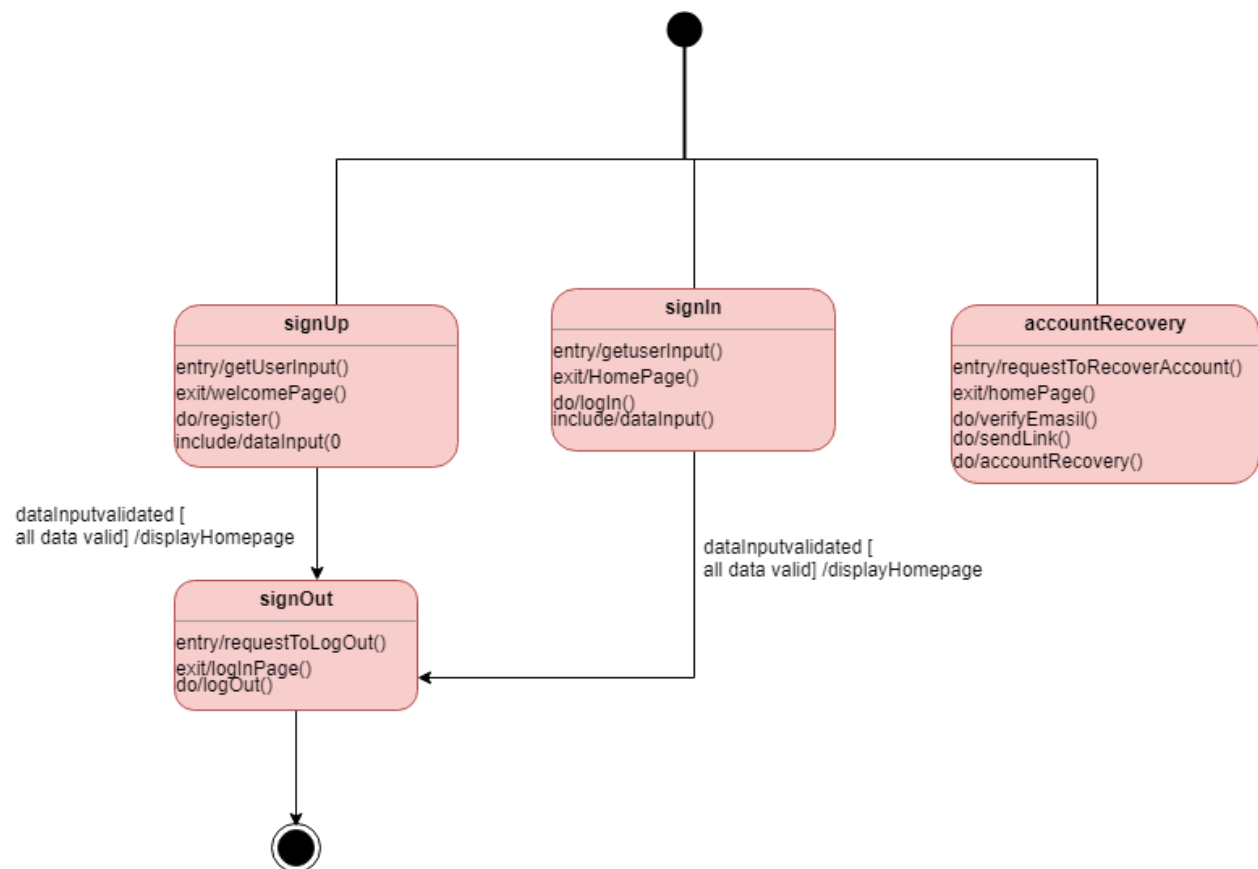 signUp
entry/getUserInput()
exit/welcomePage()
do/register()
include/dataInput(0
signIn
entry/getuserInput()
exit/HomePage()
do/logIn()
include/dataInput()
accountRecovery
entry/requestToRecoverAccount()
exit/homePage()
do/verifyEmasil()
do/sendLink()
do/accountRecovery()
dataInputvalidated [
all data valid] /displayHomepage
dataInputvalidated [
all data valid] /displayHomepage
signOut
entry/requestToLogOut()
exit/logInPage()
do/logOut()